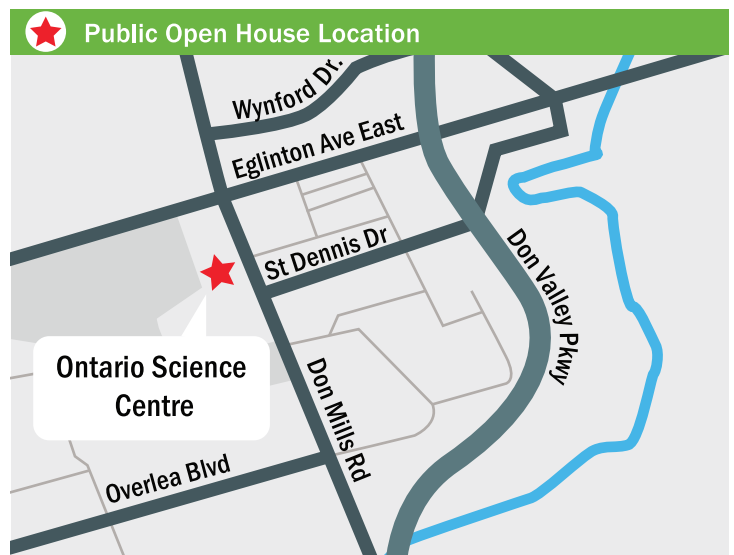 Public Open House Location
Wynford Dr.
Eglinton Ave East
St Dennis Dr
Don Valley Pkwy
Ontario Science
Centre
Don Mills Rd
Overlea Blvd